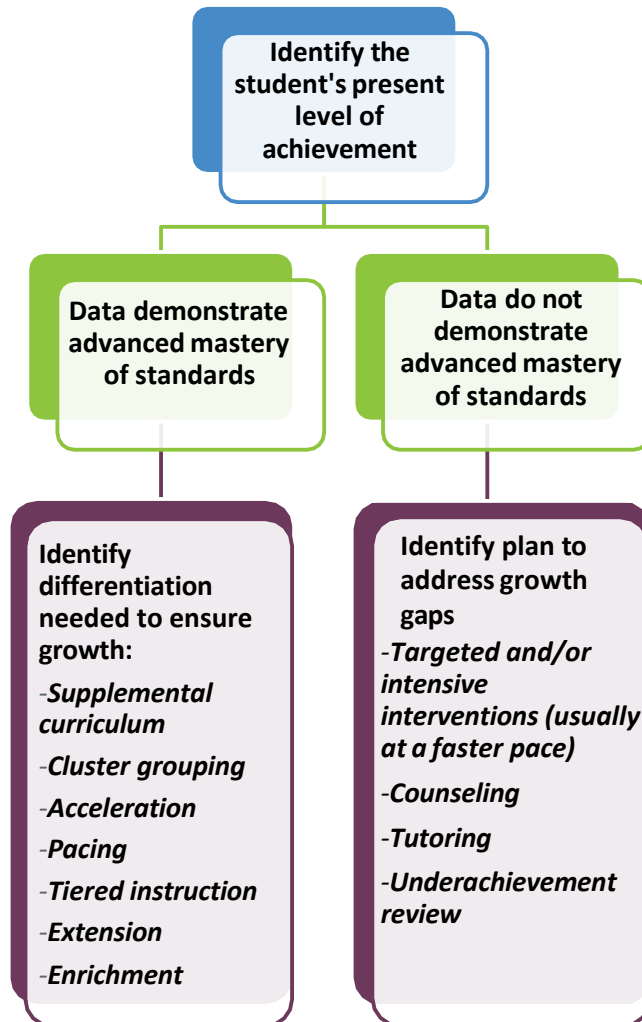 Identify the
student's present
level of
achievement
Data demonstrate
advanced mastery
of standards
Data do not
demonstrate
advanced mastery
of standards
Identify
differentiation
needed to ensure
growth:
-Supplemental
curriculum
-Cluster grouping
-Acceleration
-Pacing
-Tiered instruction
-Extension
-Enrichment
Identify plan to
address growth
gaps
-Targeted and/or
intensive
interventions (usually
at a faster pace)
-Counseling
-Tutoring
-Underachievement
review